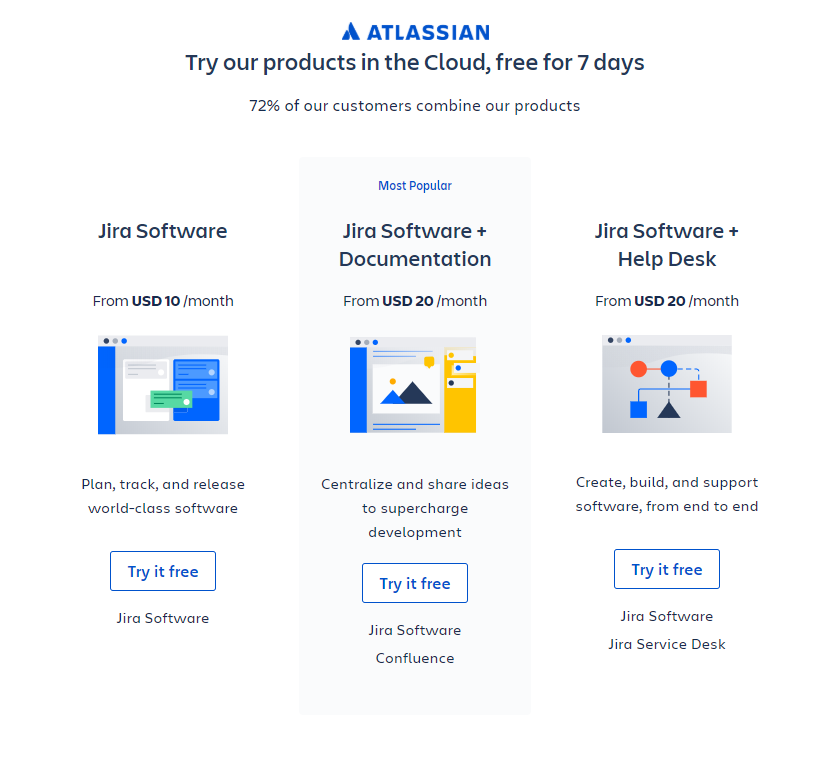 ATLASSIAN
Try our products in the Cloud, free for 7 days
72% of our customers combine our products
Jira Software
From USD 10 /month
Plan, track, and release
world-class software
Try it free
Jira Software
Most Popular
Jira Software +
Documentation
From USD 20 /month
Centralize and share ideas
to supercharge
development
Try it free
Jira Software
Confluence
Jira Software +
Help Desk
From USD 20 /month
Create, build, and support
software, from end to end
Try it free
Jira Software
Jira Service Desk